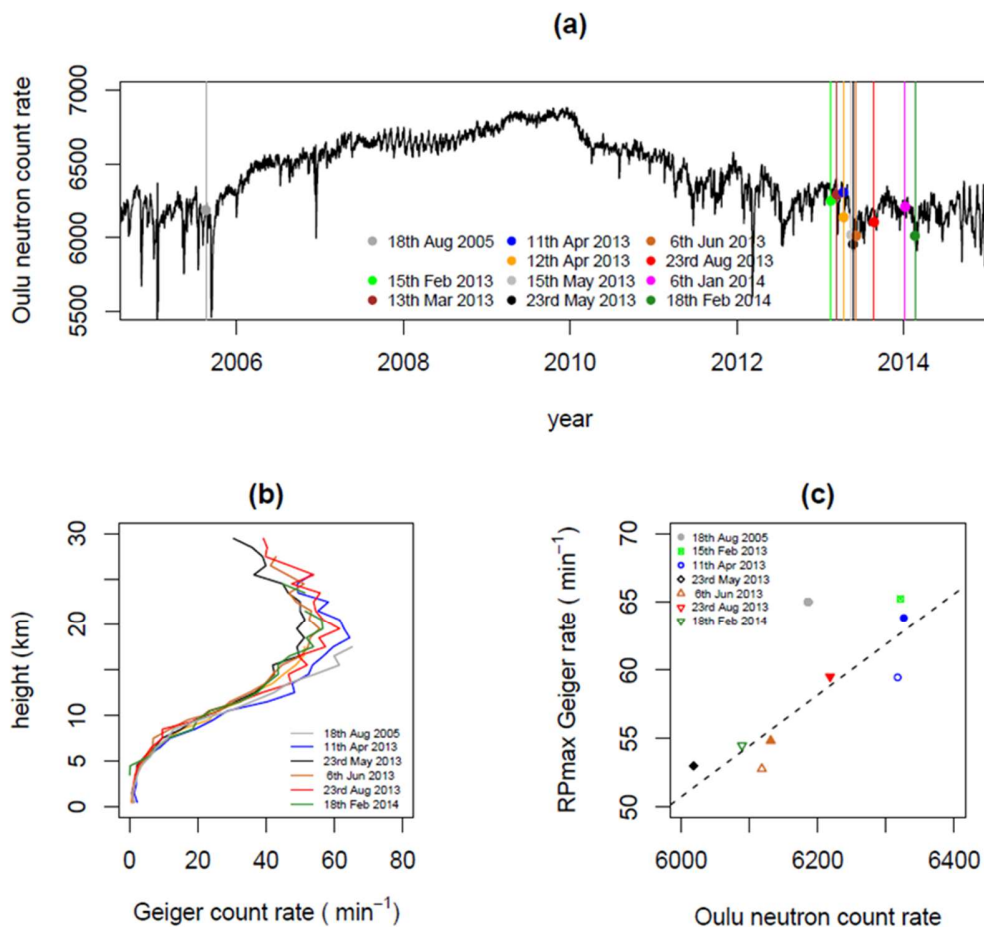 (a)
Oulu neutron count rate
7000
6500
6000
5500
18th Aug 2005
15th Feb 2013
13th Mar 2013
11th Apr 2013
12th Apr 2013
15th May 2013
23rd May 2013
6th Jun 2013
23rd Aug 2013
6th Jan 2014
18th Feb 2014
2006 2008 2010 2012 2014
year
(b)
height (km)
30
25
20
15
10
5
0
18th Aug 2005
11th Apr 2013
23rd May 2013
6th Jun 2013
23rd Aug 2013
18th Feb 2014
0 20 40 60 80
Geiger count rate ( min⁻¹)
(c)
RPmax Geiger rate ( min⁻¹)
70
65
60
55
50
18th Aug 2005
15th Feb 2013
11th Apr 2013
23rd May 2013
6th Jun 2013
23rd Aug 2013
18th Feb 2014
6000 6200 6400
Oulu neutron count rate